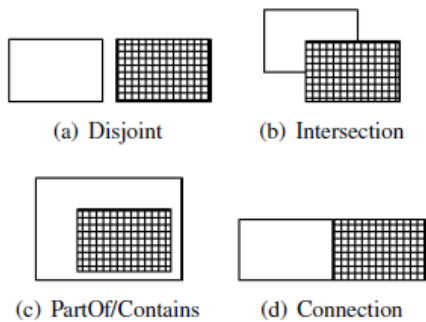 (a) Disjoint
(b) Intersection
(c) PartOf/Contains
(d) Connection